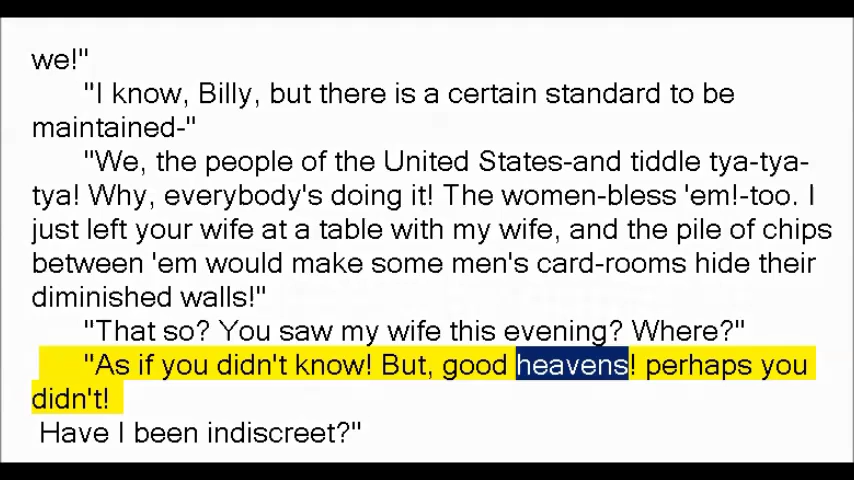 we!"
"I know, Billy, but there is a certain standard to be
maintained-"
"We, the people of the United States-and tiddle tya-tya-
tya! Why, everybody's doing it! The women-bless 'em!-too. I
just left your wife at a table with my wife, and the pile of chips
between 'em would make some men's card-rooms hide their
diminished walls!"
"That so? You saw my wife this evening? Where?"
"As if you didn't know! But, good heavens! perhaps you
didn't!
Have I been indiscreet?"